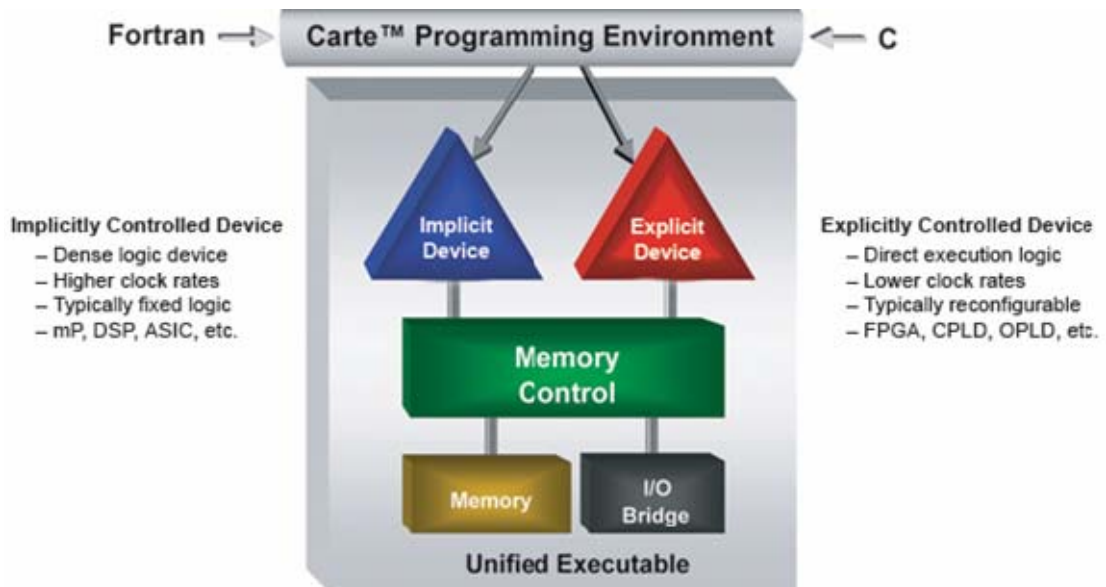 Fortran
Carte™ Programming Environment
C
Implicit
Device
Explicit
Device
Implicitly Controlled Device
– Dense logic device
– Higher clock rates
– Typically fixed logic
– mP, DSP, ASIC, etc.
Explicitly Controlled Device
– Direct execution logic
– Lower clock rates
– Typically reconfigurable
– FPGA, CPLD, OPLD, etc.
Memory
Control
Memory
I/O
Bridge
Unified Executable